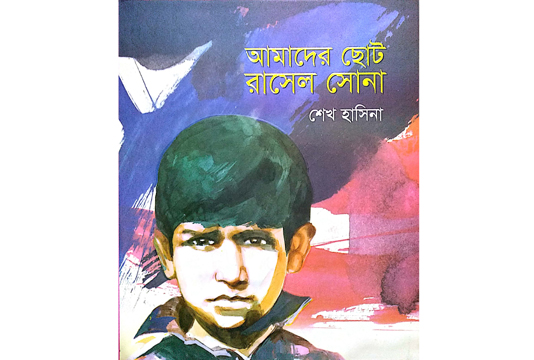 আমাদের ছোট
রাসেল সোনা
শেখ হাসিনা